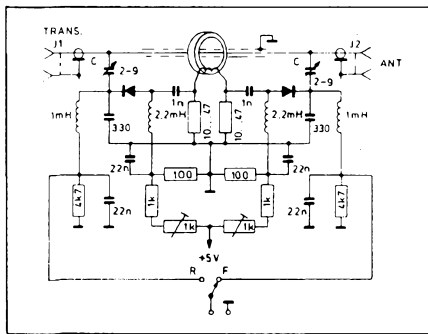 TRANS.
J1
J2
C
C
ANT
2-9
2-9
1n
1n
1mH
330
2,2mH
10...47
10...47
2.2mH
330
1mH
22n
100
100
22n
4k7
22n
1k
1k
22n
4k7
1k
1k
+5V
R
F